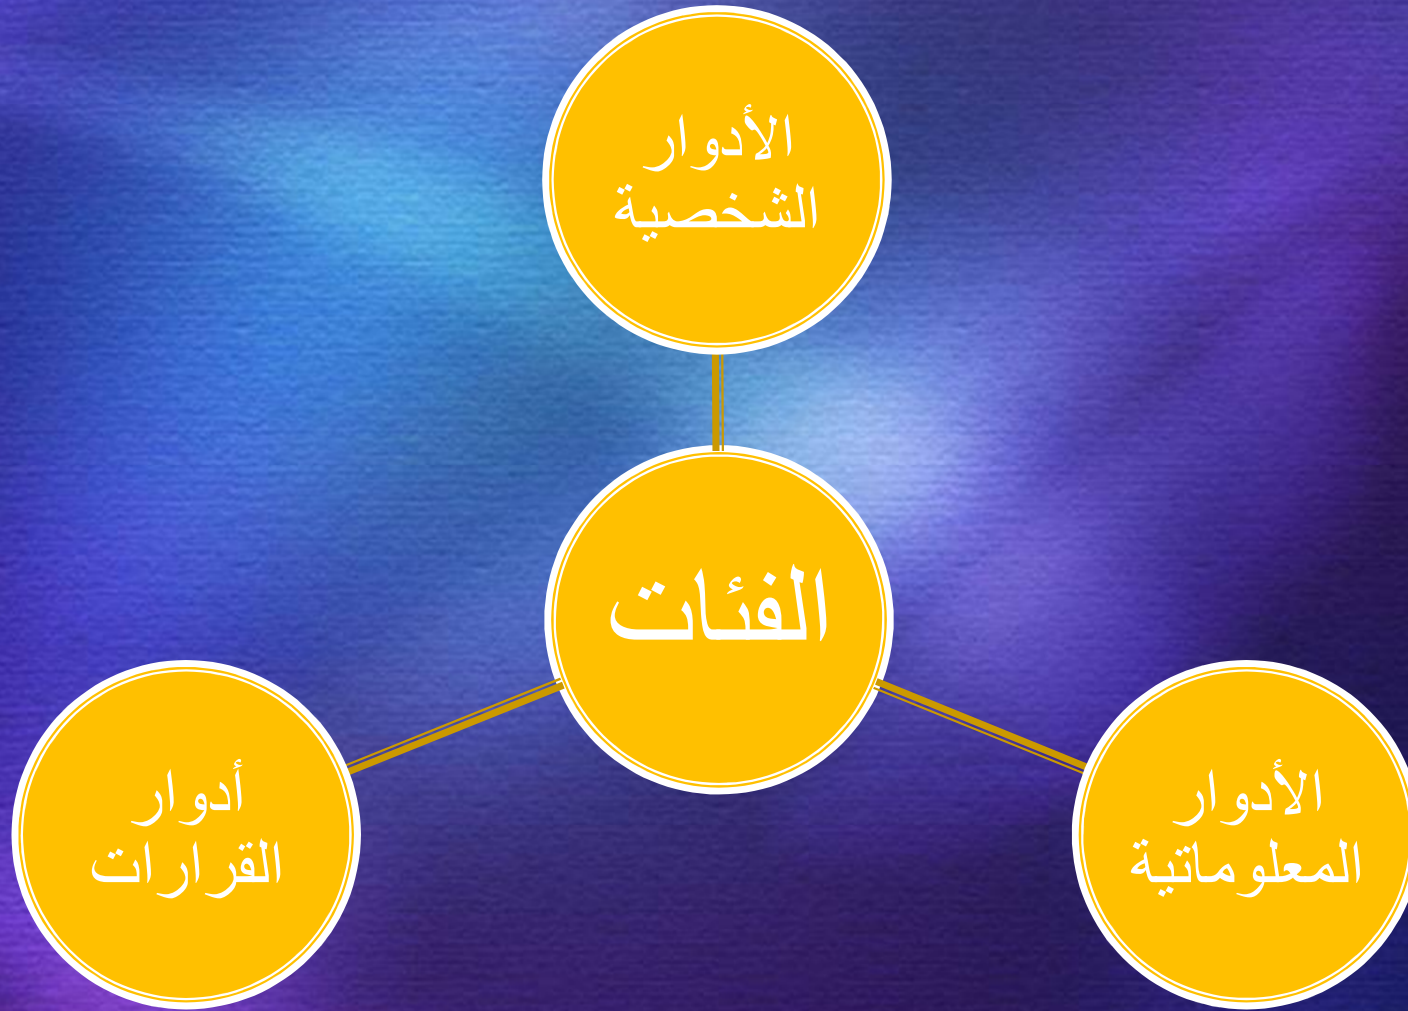 الأدوار
الشخصية
الفئات
الأدوار
المعلوماتية
أدوار
القرارات